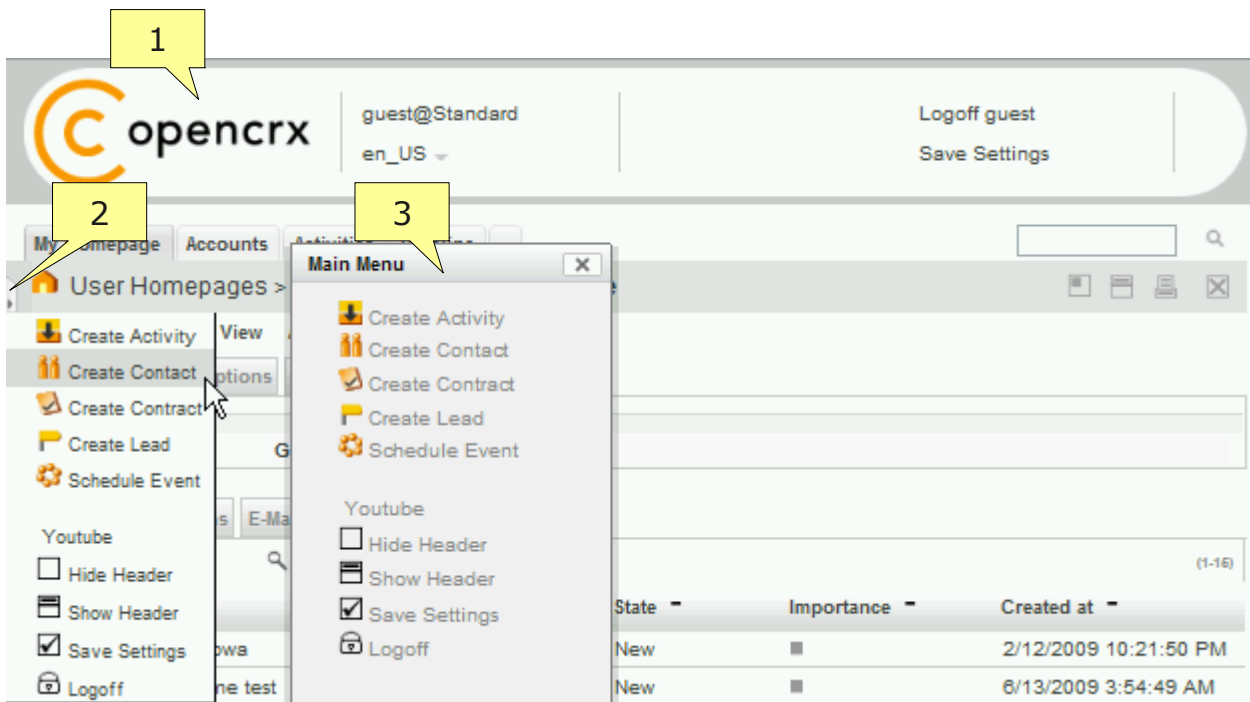 1
opencrx
guest@Standard
Logoff guest
en_US
Save Settings
2
3
My Homepage Accounts
Main Menu
User Homepages >
Create Activity
Create Contact
Create Contract
Create Lead
Schedule Event
Youtube
Hide Header
Show Header
Save Settings
Logoff
View
G
E-Ma
Create Activity
Create Contact
Create Contract
Create Lead
Schedule Event
Youtube
Hide Header
Show Header
Save Settings
Logoff
(1-15)
State Importance Created at
owa New 2/12/2009 10:21:50 PM
ne test New 6/13/2009 3:54:49 AM